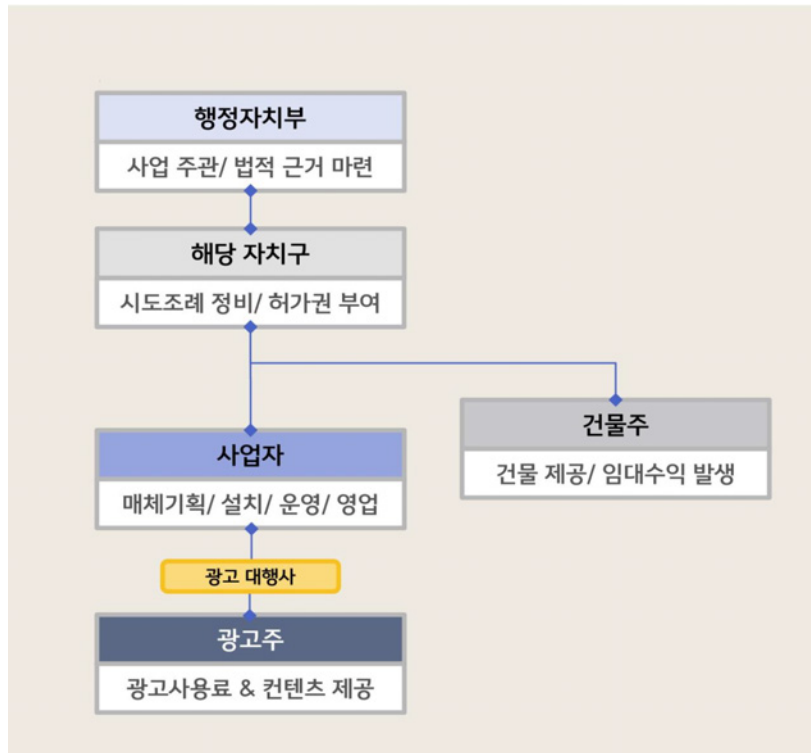 행정자치부
사업 주관/ 법적 근거 마련
해당 자치구
시도조례 정비/ 허가권 부여
사업자
매체기획/ 설치/ 운영/ 영업
건물주
건물 제공/ 임대수익 발생
광고 대행사
광고주
광고사용료 & 컨텐츠 제공